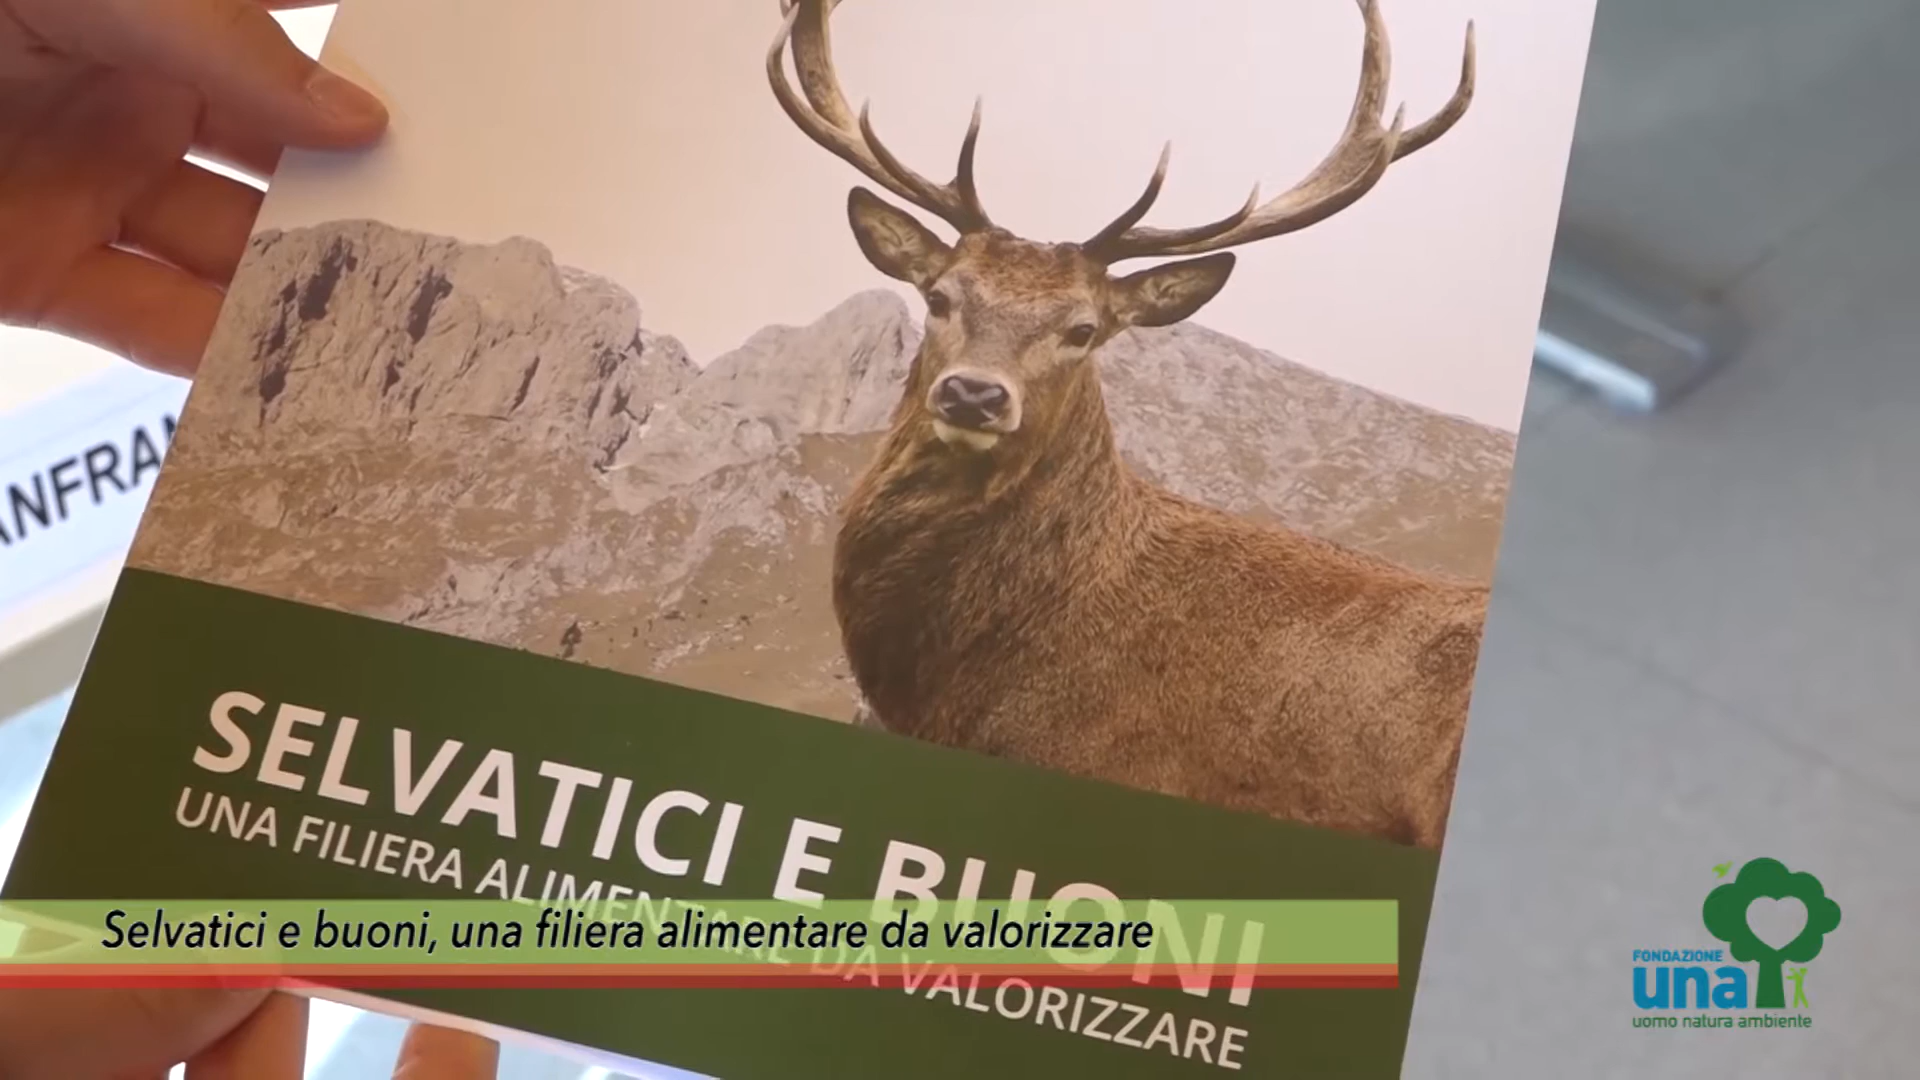 ANFRAN
SELVATICI E BUONI
UNA FILIERA ALIMENTARE DA VALORIZZARE
Selvatici e buoni, una filiera alimentare da valorizzare
FONDAZIONE
una
uomo natura ambiente